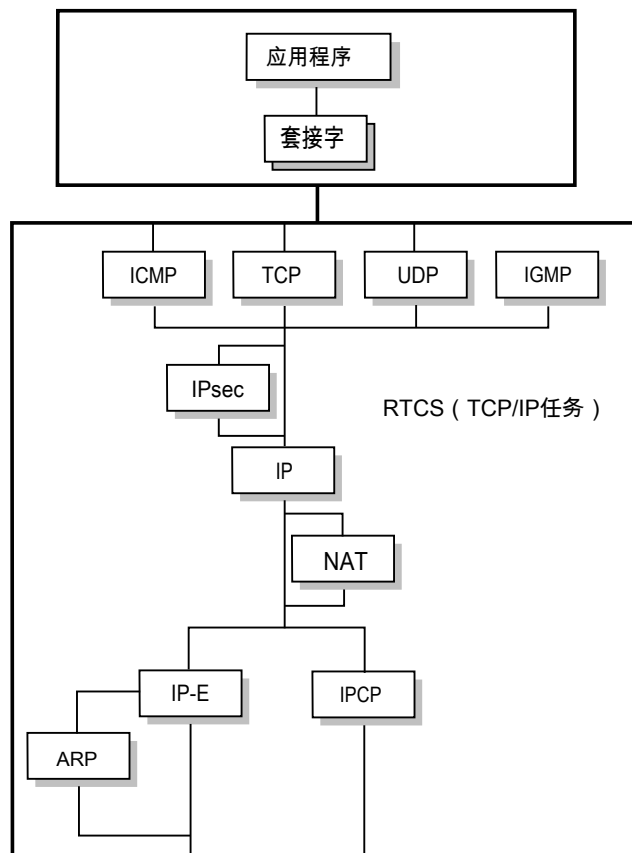 应用程序
套接字
ICMP
TCP
UDP
IGMP
IPsec
RTCS（TCP/IP任务）
IP
NAT
IP-E
IPCP
ARP